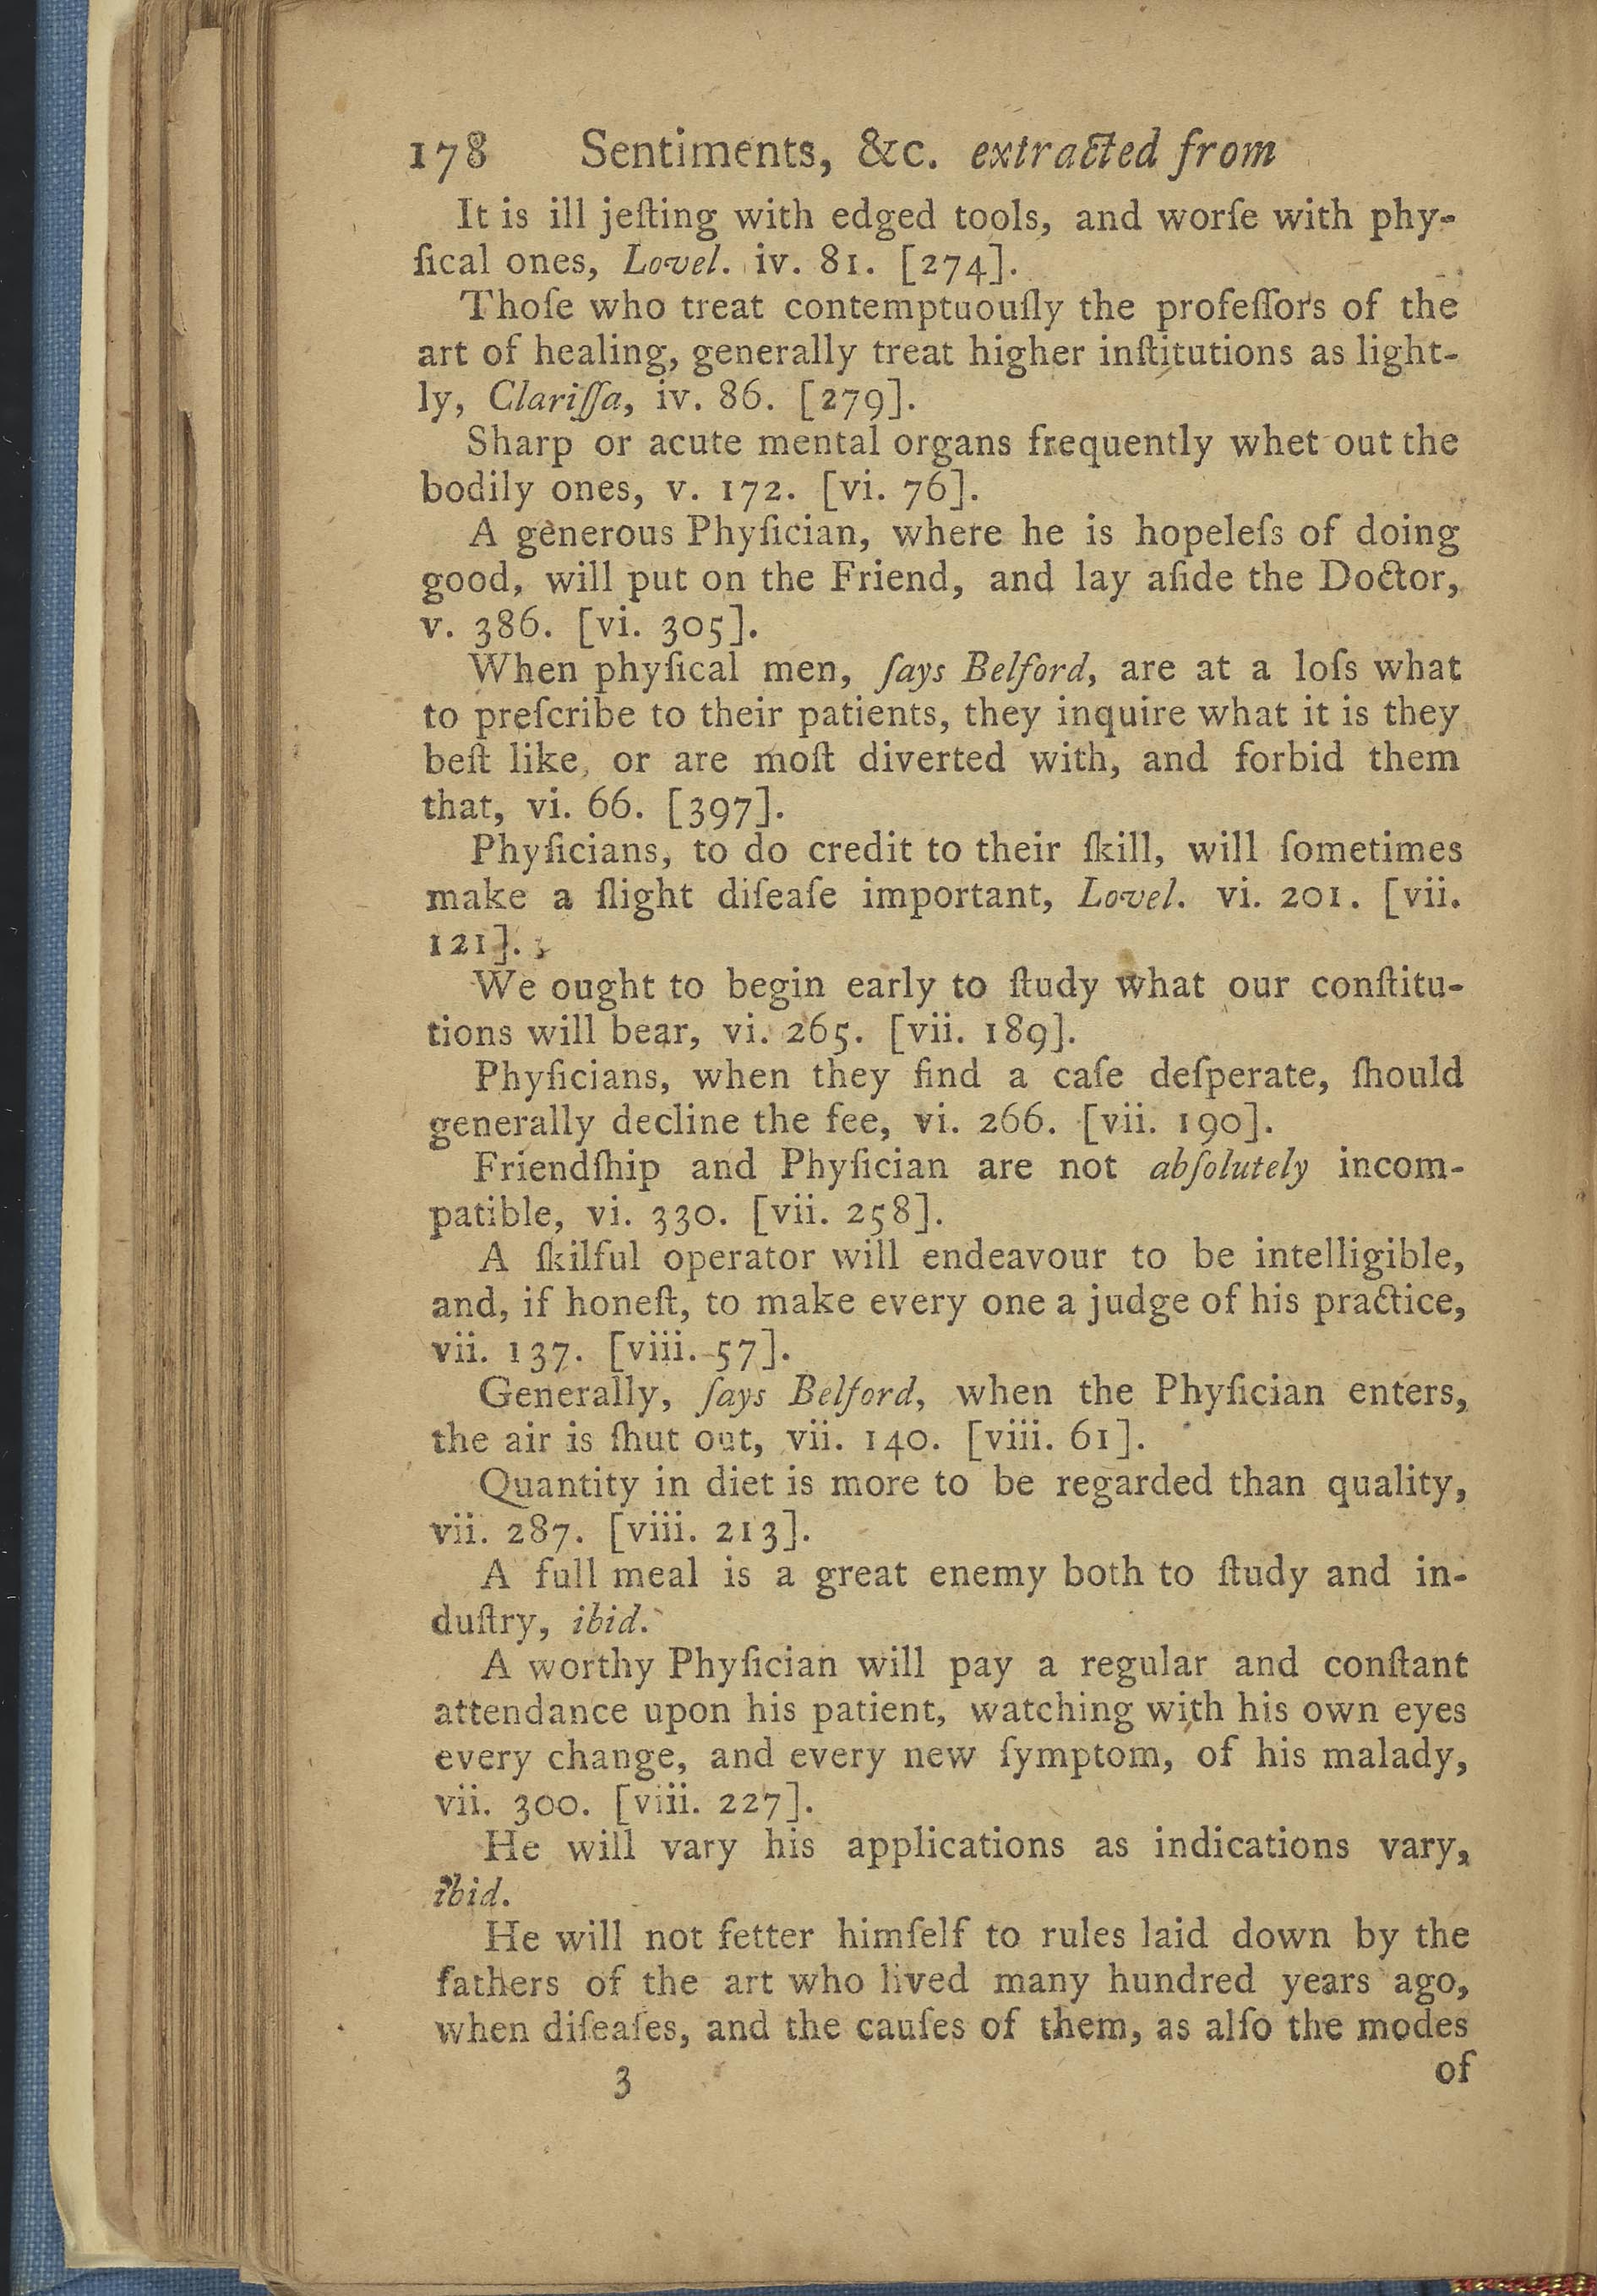 178 Sentiments, &c. extracted from
It is ill jeſting with edged tools, and worſe with phy-
ſical ones, Lovel. iv. 81. [274].
Thoſe who treat contemptuouſly the profeſſors of the
art of healing, generally treat higher inſtitutions as light-
ly, Clariſſa, iv. 86. [279].
Sharp or acute mental organs frequently whet out the
bodily ones, v. 172. [vi. 76].
A generous Phyſician, where he is hopeleſs of doing
good, will put on the Friend, and lay aſide the Doctor,
v. 386. [vi. 305].
When phyſical men, ſays Belford, are at a loſs what
to preſcribe to their patients, they inquire what it is they
beſt like, or are moſt diverted with, and forbid them
that, vi. 66. [397].
Phyſicians, to do credit to their ſkill, will ſometimes
make a ſlight diſeaſe important, Lovel. vi. 201. [vii.
121].
We ought to begin early to ſtudy what our conſtitu-
tions will bear, vi. 265. [vii. 189].
Phyſicians, when they find a caſe deſperate, ſhould
generally decline the fee, vi. 266. [vii. 190].
Friendſhip and Phyſician are not abſolutely incom-
patible, vi. 330. [vii. 258].
A ſkilful operator will endeavour to be intelligible,
and, if honeſt, to make every one a judge of his practice,
vii. 137. [viii. 57].
Generally, ſays Belford, when the Phyſician enters,
the air is ſhut out, vii. 140. [viii. 61].
Quantity in diet is more to be regarded than quality,
vii. 287. [viii. 213].
A full meal is a great enemy both to ſtudy and in-
duſtry, ibid.
A worthy Phyſician will pay a regular and conſtant
attendance upon his patient, watching with his own eyes
every change, and every new ſymptom, of his malady,
vii. 300. [viii. 227].
He will vary his applications as indications vary,
ibid.
He will not fetter himſelf to rules laid down by the
fathers of the art who lived many hundred years ago,
when diſeaſes, and the cauſes of them, as alſo the modes
3 of